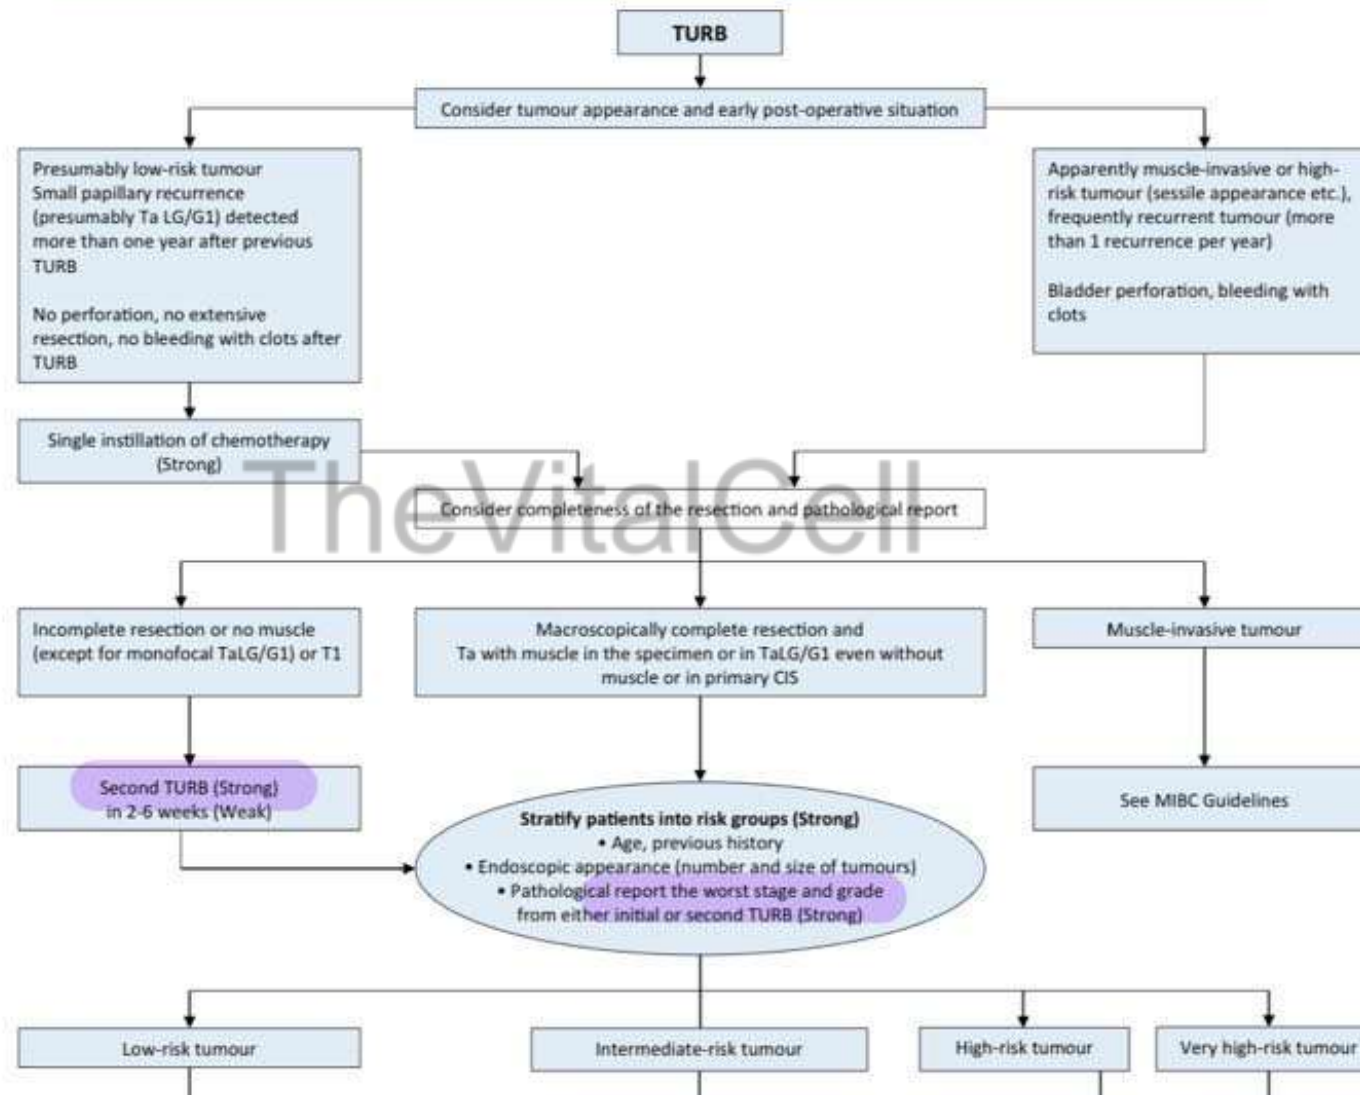 TURB
Consider tumour appearance and early post-operative situation
Presumably low-risk tumour
Small papillary recurrence
(presumably Ta LG/G1) detected
more than one year after previous
TURB
No perforation, no extensive
resection, no bleeding with clots after
TURB
Apparently muscle-invasive or high-
risk tumour (sessile appearance etc.),
frequently recurrent tumour (more
than 1 recurrence per year)
Bladder perforation, bleeding with
clots
Single instillation of chemotherapy
(Strong)
TheVitalCell
Consider completeness of the resection and pathological report
Incomplete resection or no muscle
(except for monofocal TaLG/G1) or T1
Macroscopically complete resection and
Ta with muscle in the specimen or in TaLG/G1 even without
muscle or in primary CIS
Muscle-invasive tumour
Second TURB (Strong)
in 2-6 weeks (Weak)
Stratify patients into risk groups (Strong)
• Age, previous history
• Endoscopic appearance (number and size of tumours)
• Pathological report the worst stage and grade
from either initial or second TURB (Strong)
See MIBC Guidelines
Low-risk tumour
Intermediate-risk tumour
High-risk tumour
Very high-risk tumour